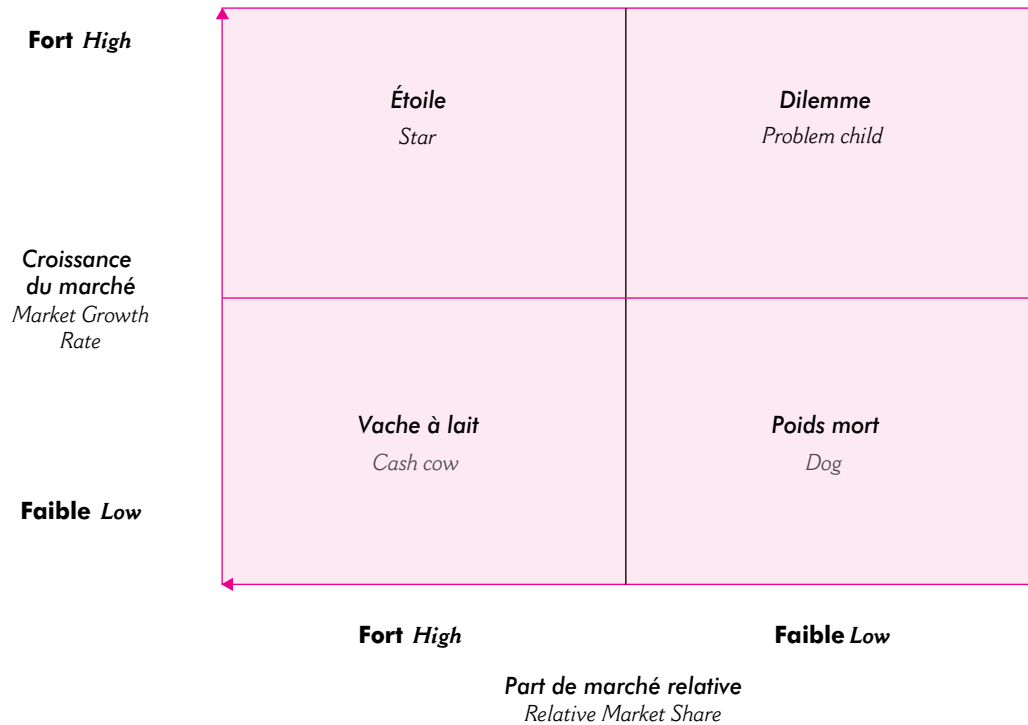 Fort High
Étoile
Star
Dilemme
Problem child
Croissance
du marché
Market Growth
Rate
Vache à lait
Cash cow
Poids mort
Dog
Faible Low
Fort High
Faible Low
Part de marché relative
Relative Market Share